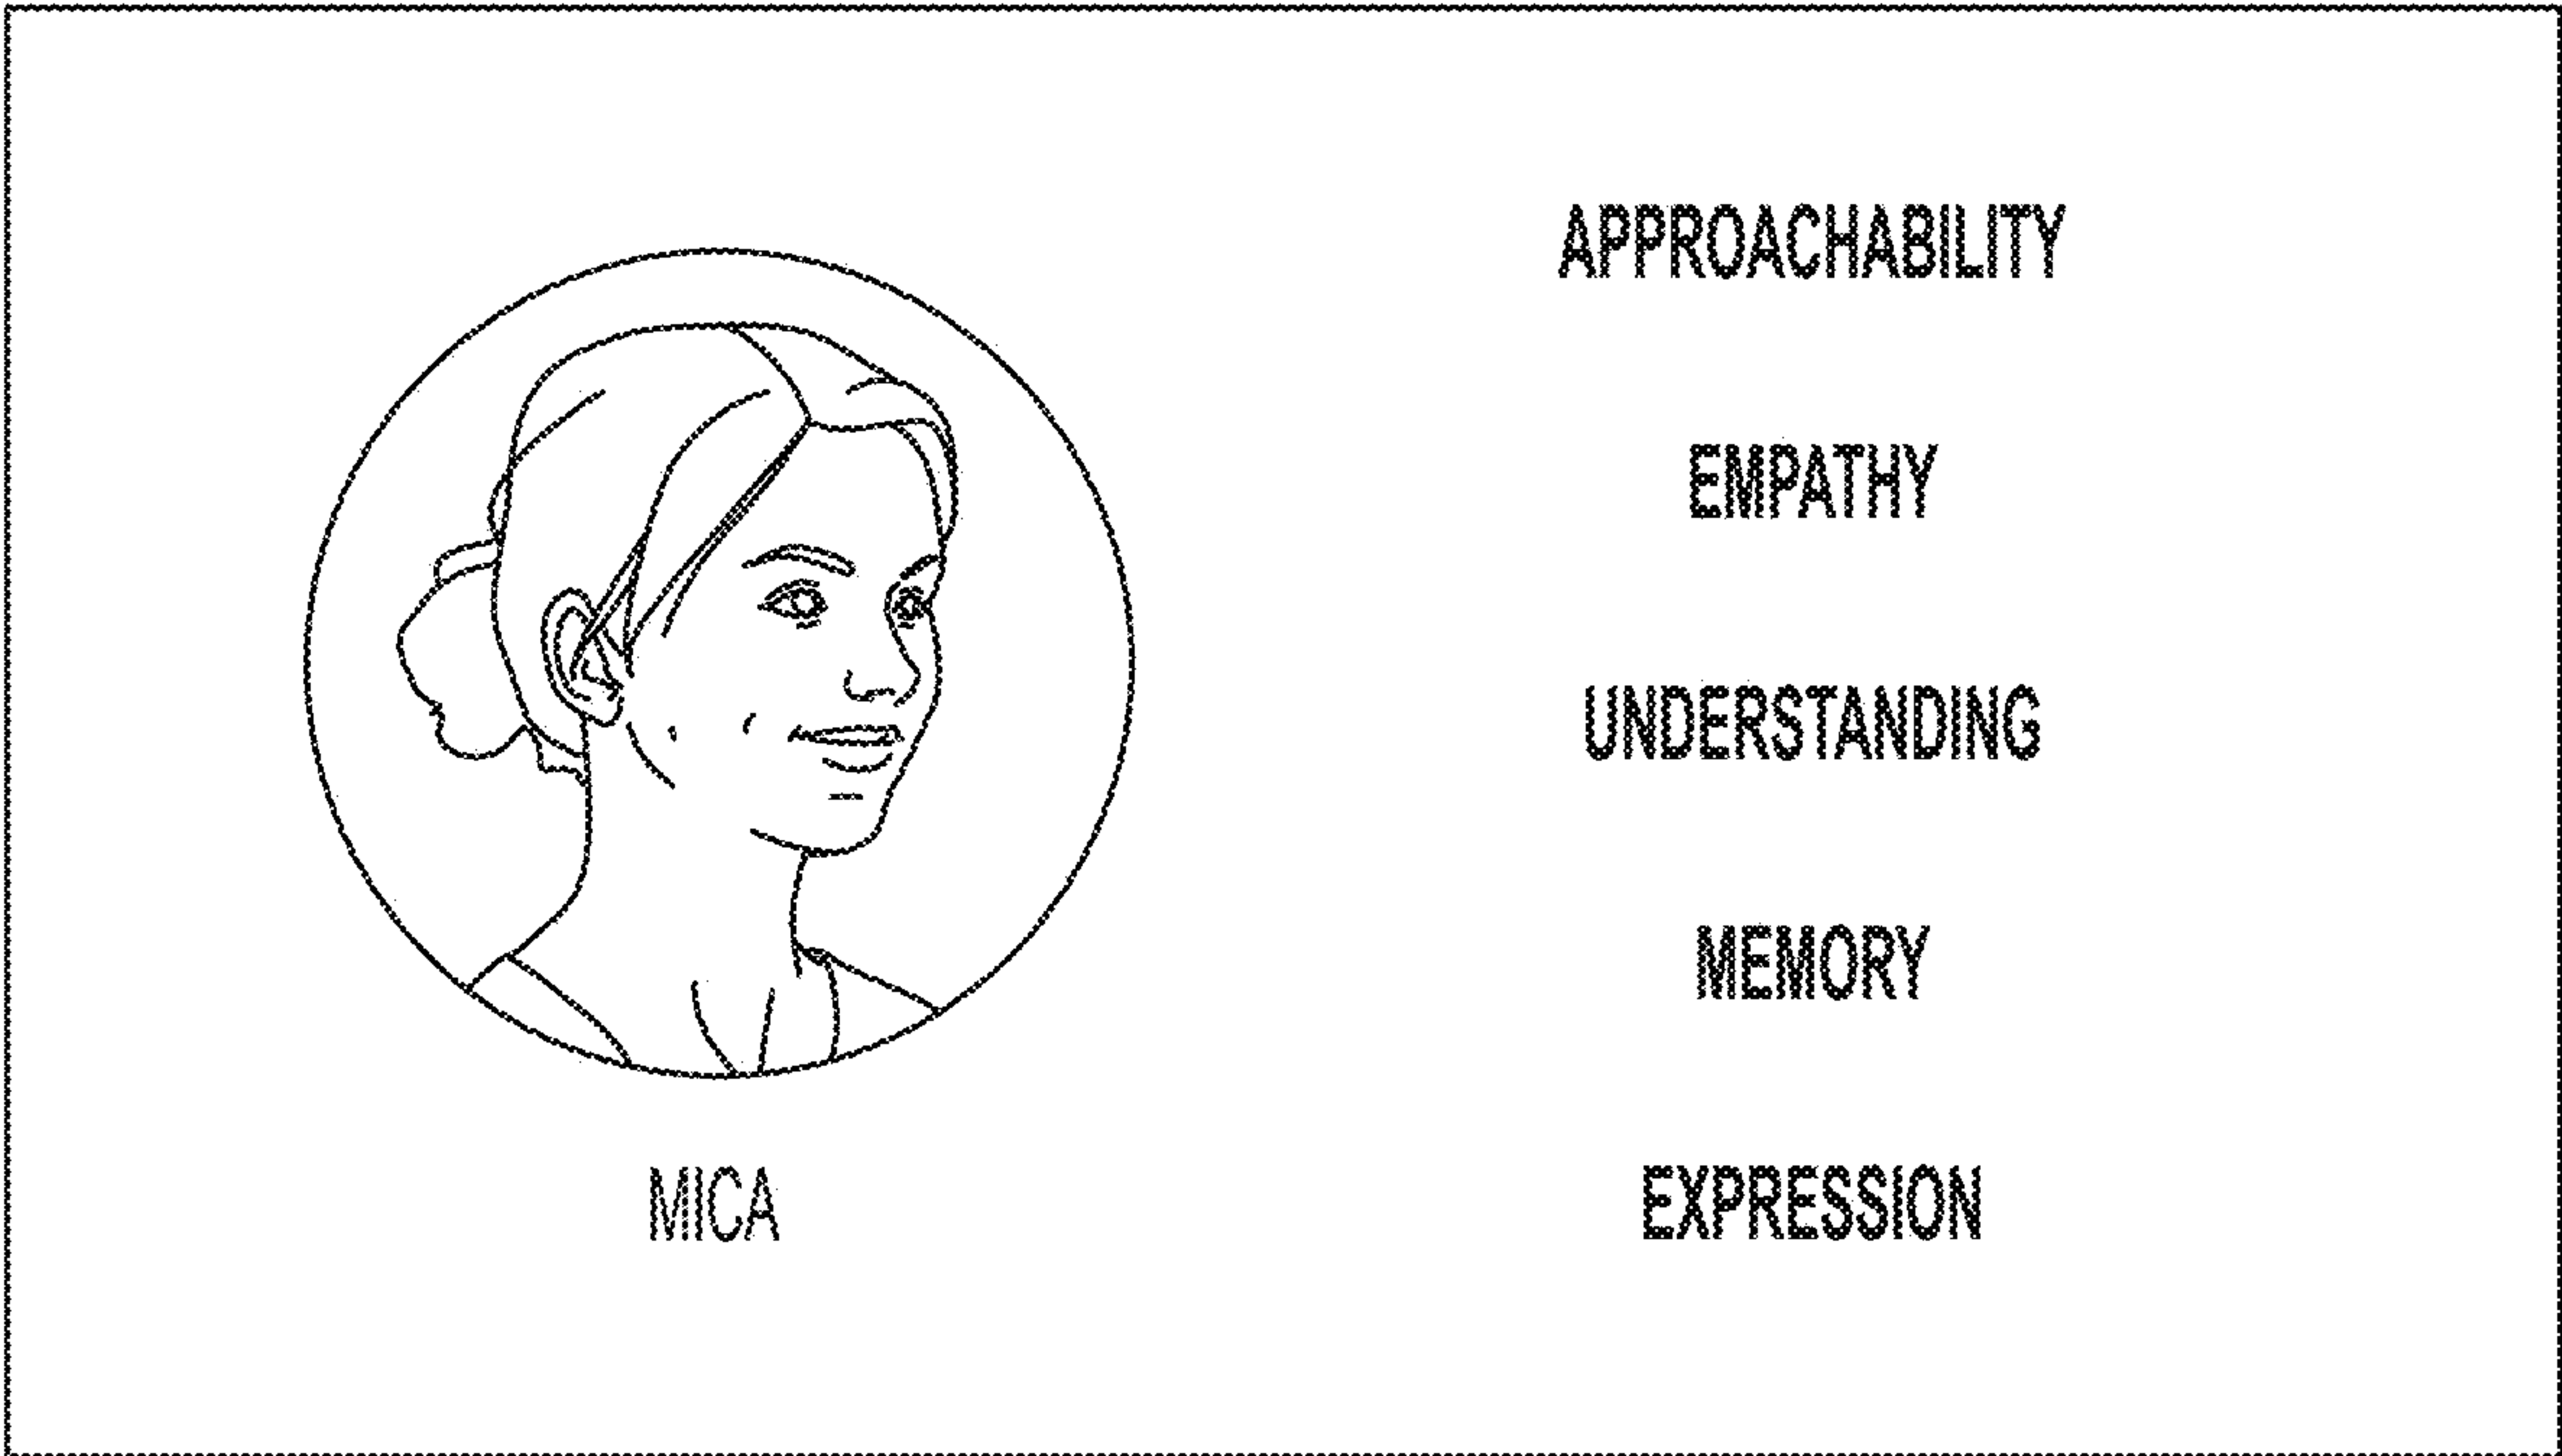 APPROACHABILITY
EMPATHY
UNDERSTANDING
MEMORY
EXPRESSION
MICA